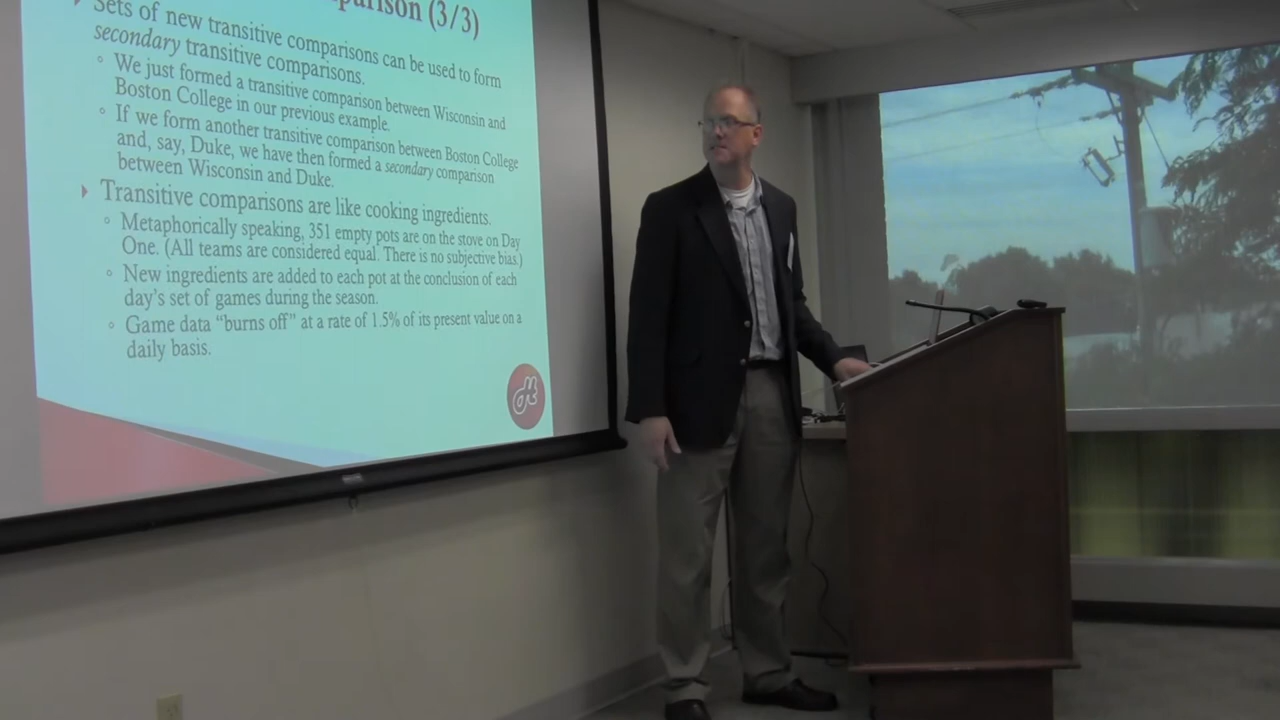 parison (3/3)
Sets of new transitive comparisons can be used to form
secondary transitive comparisons.
We just formed a transitive comparison between Wisconsin and
Boston College in our previous example.
If we form another transitive comparison between Boston College
and, say, Duke, we have then formed a secondary comparison
between Wisconsin and Duke.
Transitive comparisons are like cooking ingredients.
Metaphorically speaking, 351 empty pots are on the stove on Day
One. (All teams are considered equal. There is no subjective bias.)
New ingredients are added to each pot at the conclusion of each
day's set of games during the season.
Game data "burns off" at a rate of 1.5% of its present value on a
daily basis.